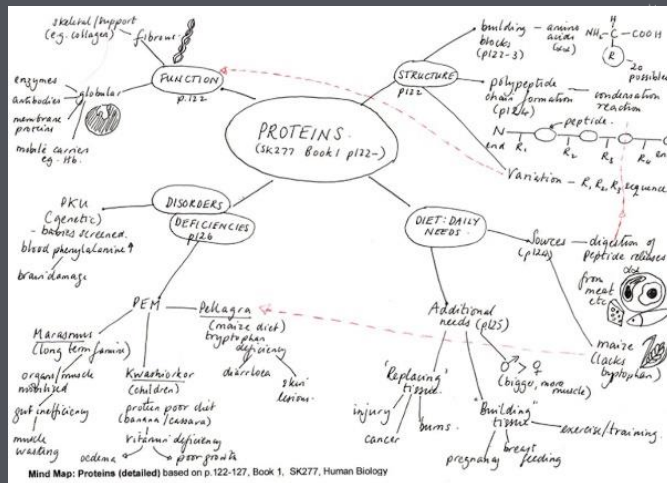 skeletal/support
(e.g. collagen)
fibrous
FUNCTION
p.122
enzymes
antibodies
membrane
proteins
mobile carriers
eg. Hb.
globular
PROTEINS.
(SK277 Book 1 p122-)
STRUCTURE
p122
building
blocks
(p122-3)
amino
acids
(αα)
H
NH₂ - C - COOH
R
20
possible
polypeptide
chain formation
(p124)
condensation
reaction
peptide.
N
end
R₁
R₂
R₃
R₄
end
Variation - R₁ R₂ R₃ sequence
DISORDERS
DEFICIENCIES
p126
PKU
(genetic)
- babies screened.
blood phenylalanine ↑
brain damage
PEM
Marasmus
(long term famine)
organs/muscle
mobilised
gut inefficiency
muscle
wasting
Kwashiorkor
(children)
protein poor diet
(banana/cassava)
vitamin deficiency
oedema
poor growth
Pellagra
(maize diet)
tryptophan
deficiency
diarrhoea
skin
lesions.
DIET: DAILY
NEEDS.
Sources
(p124)
digestion of
peptide releases
αα
from
meat
etc
maize
(lacks
tryptophan)
Additional
needs (p125)
♂ > ♀
(bigger, more
muscle)
"Replacing"
tissue
injury
cancer
burns.
"Building"
tissue
pregnancy
breast
feeding
exercise/training.
Mind Map: Proteins (detailed) based on p.122-127, Book 1, SK277, Human Biology